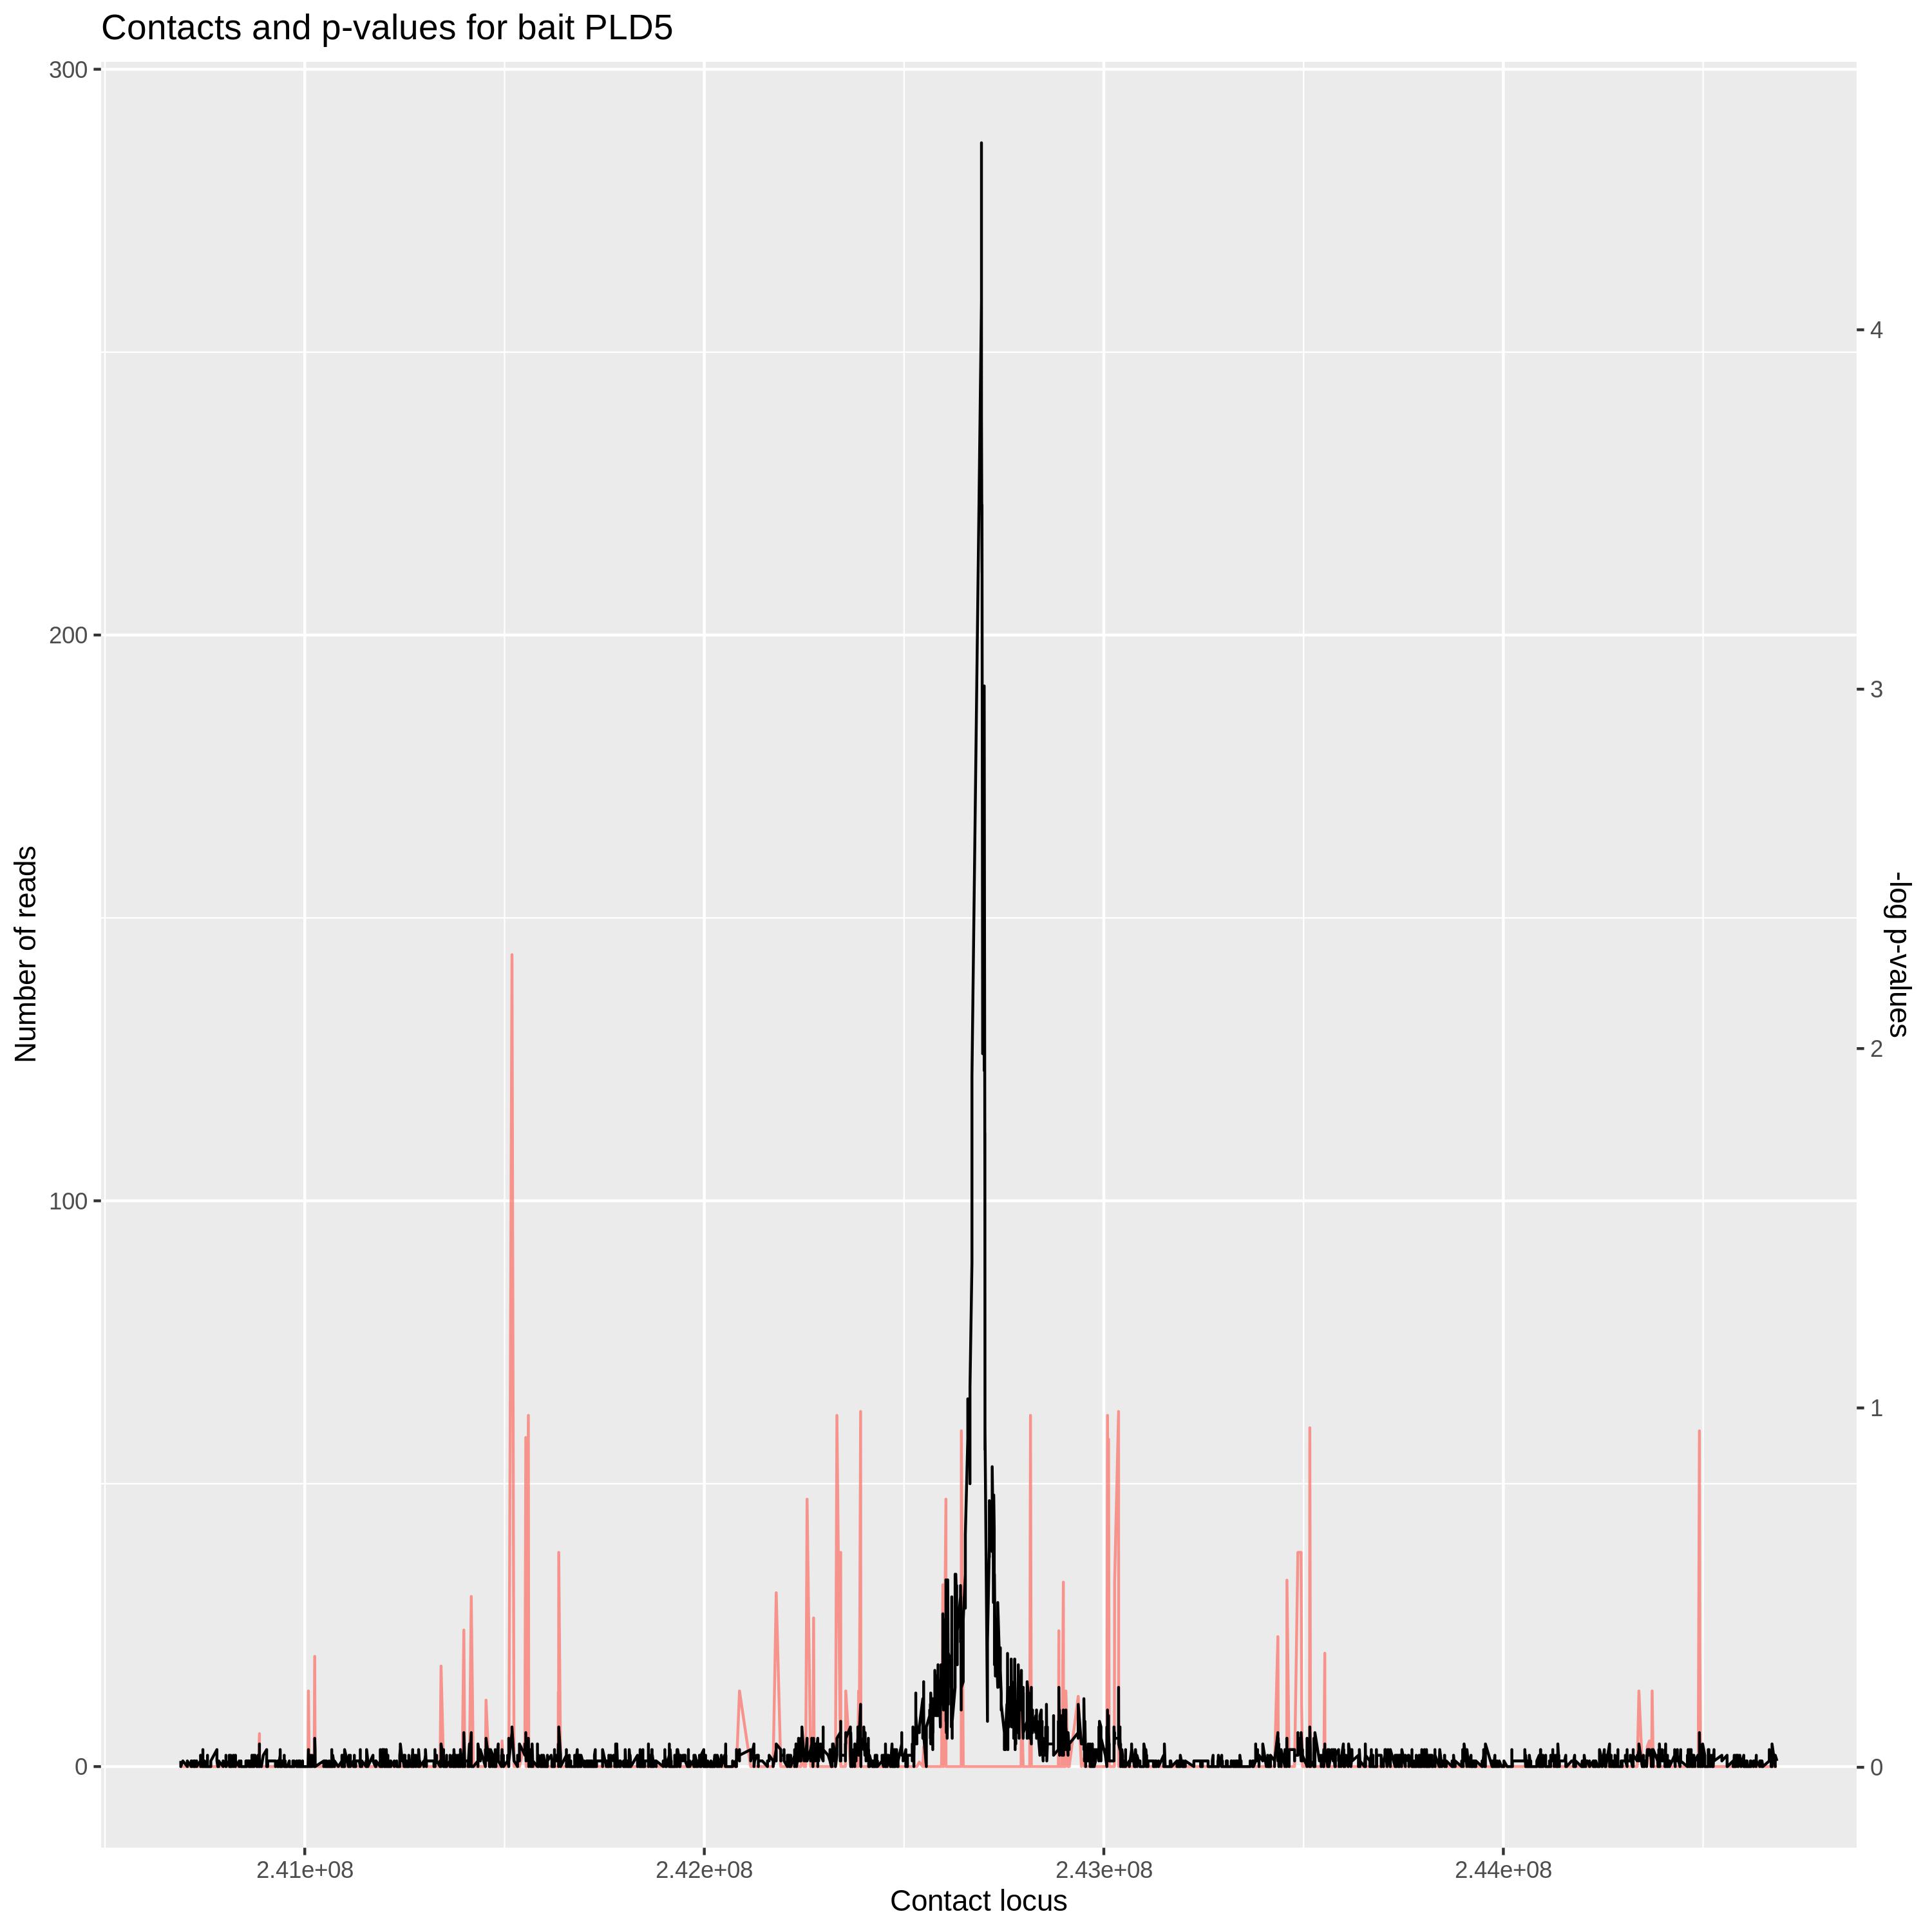 Contacts and p-values for bait PLD5
300
200
100
0
Number of reads
4
3
2
1
0
-log p-values
2.41e+08
2.42e+08
2.43e+08
2.44e+08
Contact locus